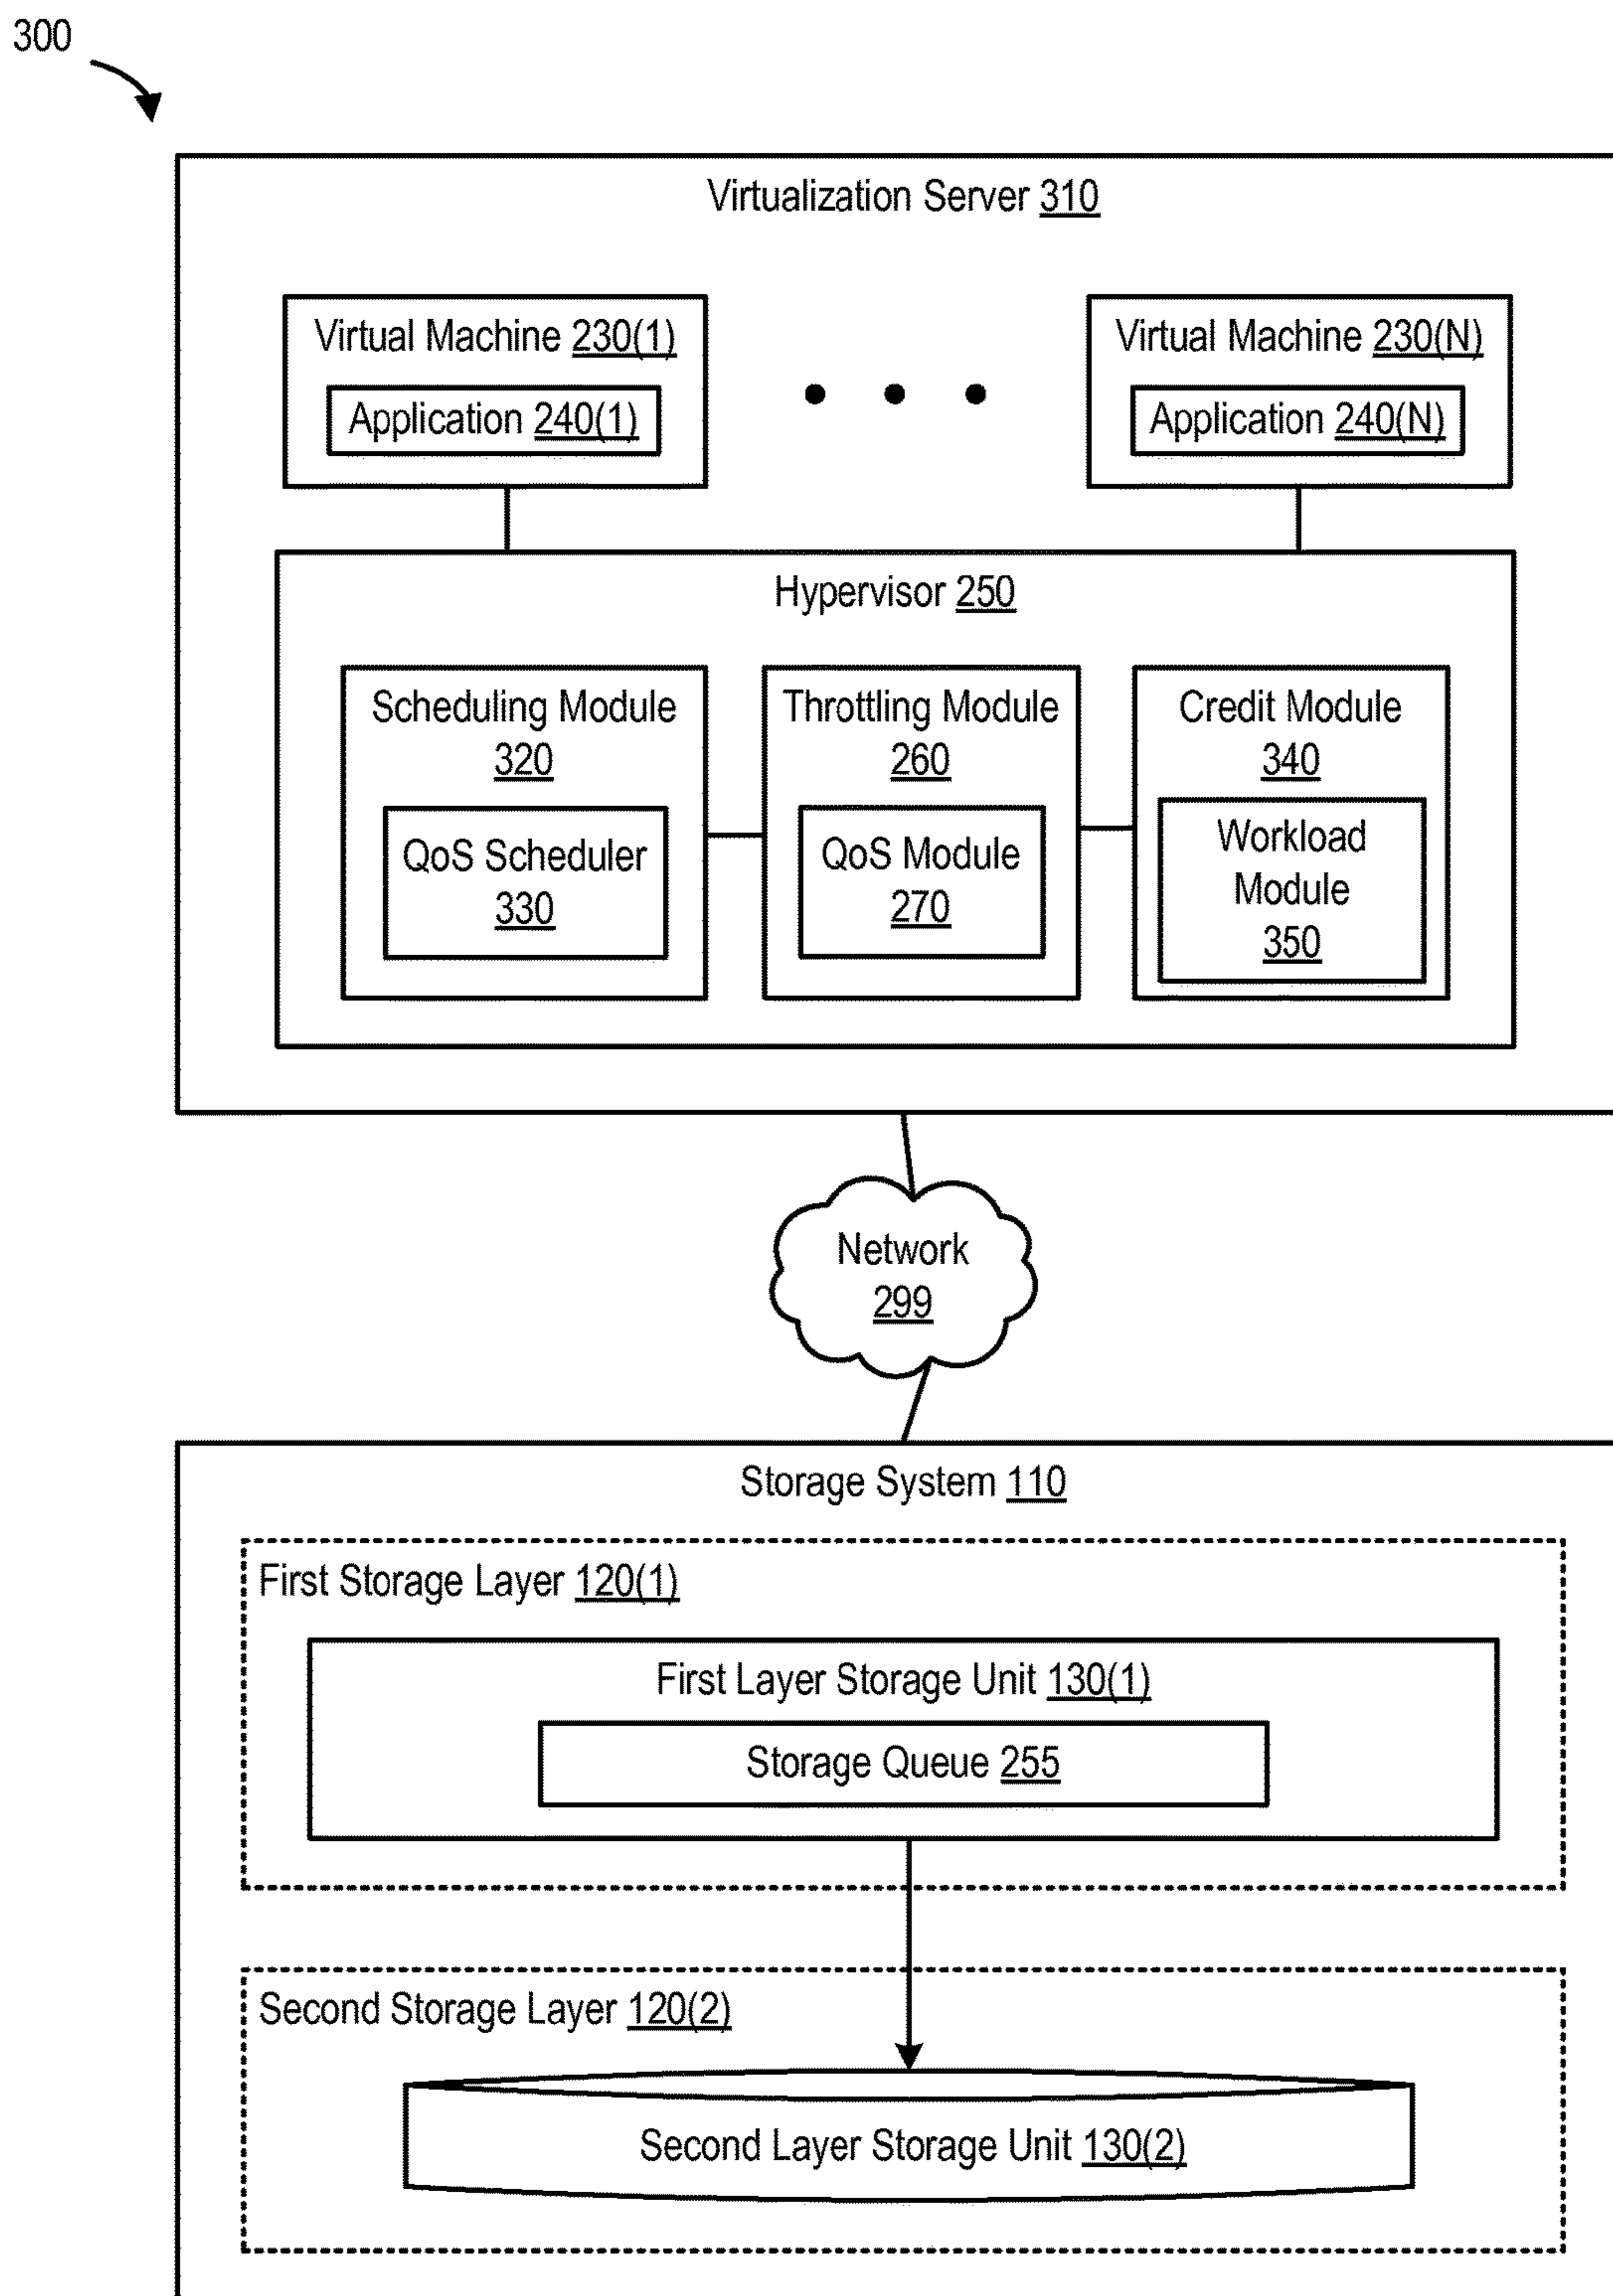 300
Virtualization Server 310
Virtual Machine 230(1)
Application 240(1)
Virtual Machine 230(N)
Application 240(N)
Hypervisor 250
Scheduling Module
320
QoS Scheduler
330
Throttling Module
260
QoS Module
270
Credit Module
340
Workload
Module
350
Network
299
Storage System 110
First Storage Layer 120(1)
First Layer Storage Unit 130(1)
Storage Queue 255
Second Storage Layer 120(2)
Second Layer Storage Unit 130(2)